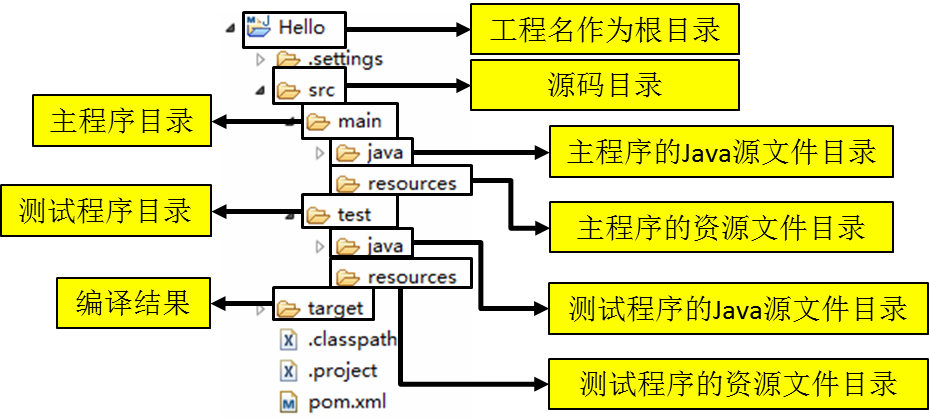 Hello
工程名作为根目录
.settings
src
源码目录
主程序目录
main
java
主程序的Java源文件目录
resources
测试程序目录
test
主程序的资源文件目录
java
resources
编译结果
target
测试程序的Java源文件目录
.classpath
.project
测试程序的资源文件目录
pom.xml